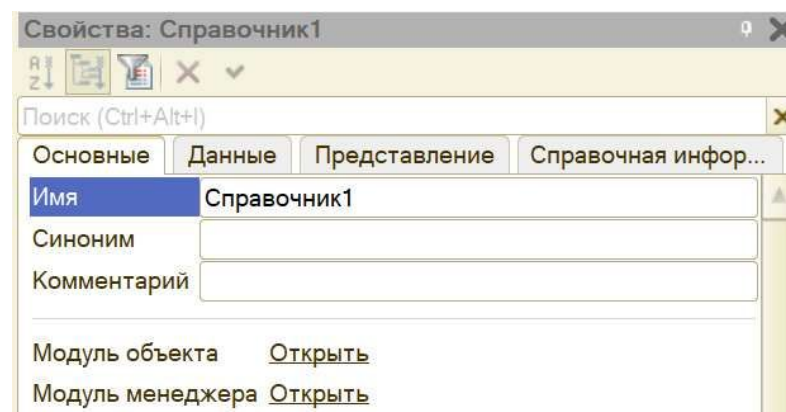 Свойства: Справочник1
Поиск (Ctrl+Alt+I)
Основные Данные Представление Справочная инфор...
Имя Справочник1
Синоним
Комментарий
Модуль объекта Открыть
Модуль менеджера Открыть